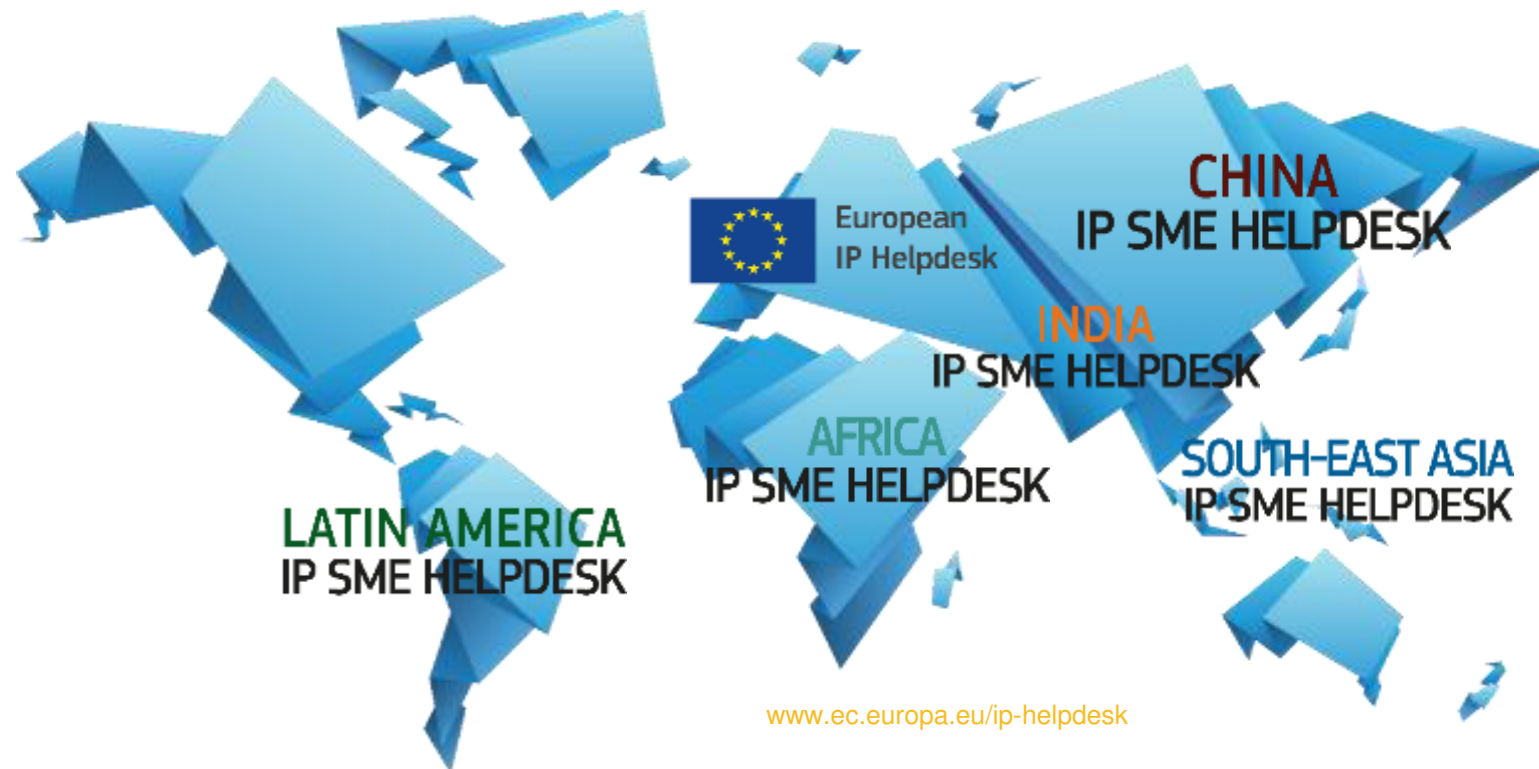 CHINA
IP SME HELPDESK
European
IP Helpdesk
INDIA
IP SME HELPDESK
AFRICA
IP SME HELPDESK
SOUTH-EAST ASIA
IP SME HELPDESK
LATIN AMERICA
IP SME HELPDESK
www.ec.europa.eu/ip-helpdesk